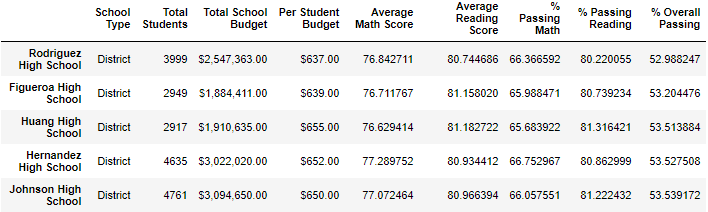 School Type Total Students Total School Budget Per Student Budget Average Math Score Average Reading Score % Passing Math % Passing Reading % Overall Passing
Rodriguez High School District 3999 $2,547,363.00 $637.00 76.842711 80.744686 66.366592 80.220055 52.988247
Figueroa High School District 2949 $1,884,411.00 $639.00 76.711767 81.158020 65.988471 80.739234 53.204476
Huang High School District 2917 $1,910,635.00 $655.00 76.629414 81.182722 65.683922 81.316421 53.513884
Hernandez High School District 4635 $3,022,020.00 $652.00 77.289752 80.934412 66.752967 80.862999 53.527508
Johnson High School District 4761 $3,094,650.00 $650.00 77.072464 80.966394 66.057551 81.222432 53.539172